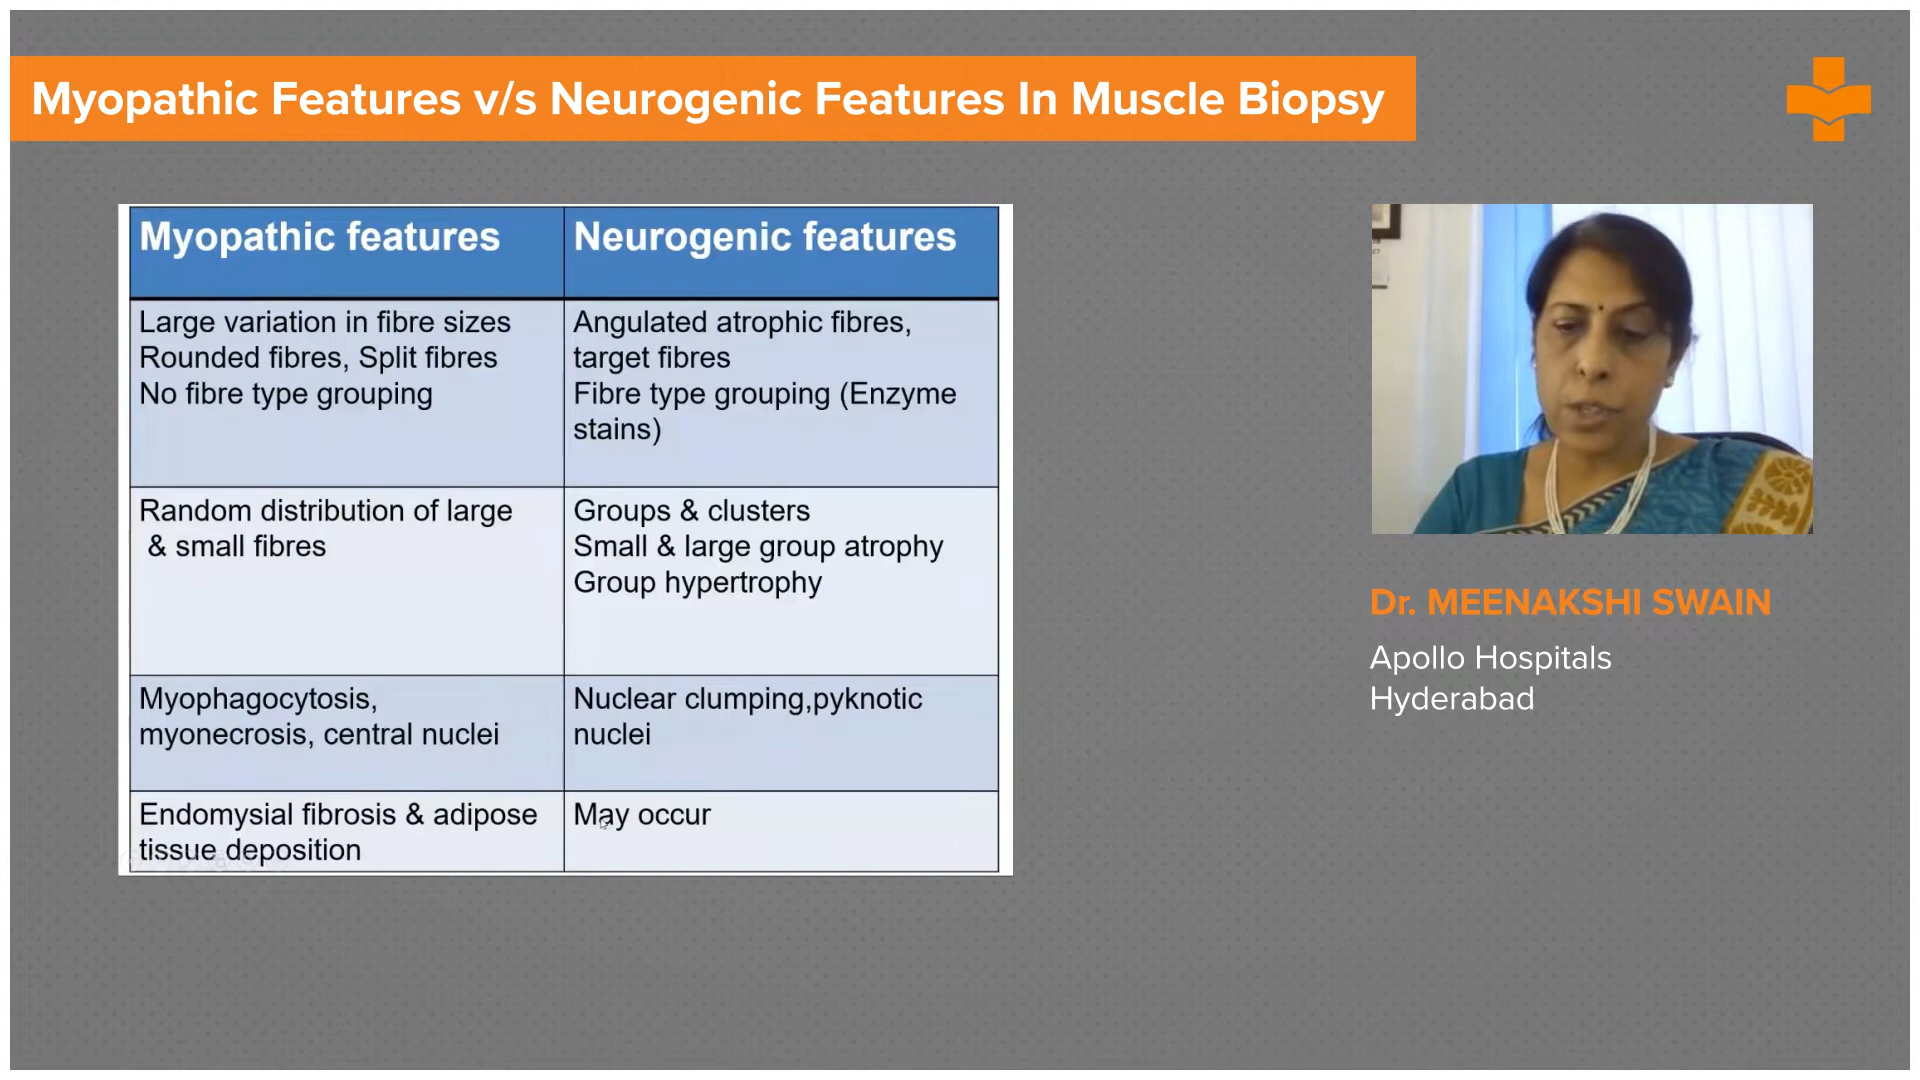 Myopathic Features v/s Neurogenic Features In Muscle Biopsy
Myopathic features
Neurogenic features
Large variation in fibre sizes
Rounded fibres, Split fibres
No fibre type grouping
Angulated atrophic fibres,
target fibres
Fibre type grouping (Enzyme
stains)
Random distribution of large
& small fibres
Groups & clusters
Small & large group atrophy
Group hypertrophy
Myophagocytosis,
myonecrosis, central nuclei
Nuclear clumping,pyknotic
nuclei
Endomysial fibrosis & adipose
tissue deposition
May occur
Dr. MEENAKSHI SWAIN
Apollo Hospitals
Hyderabad